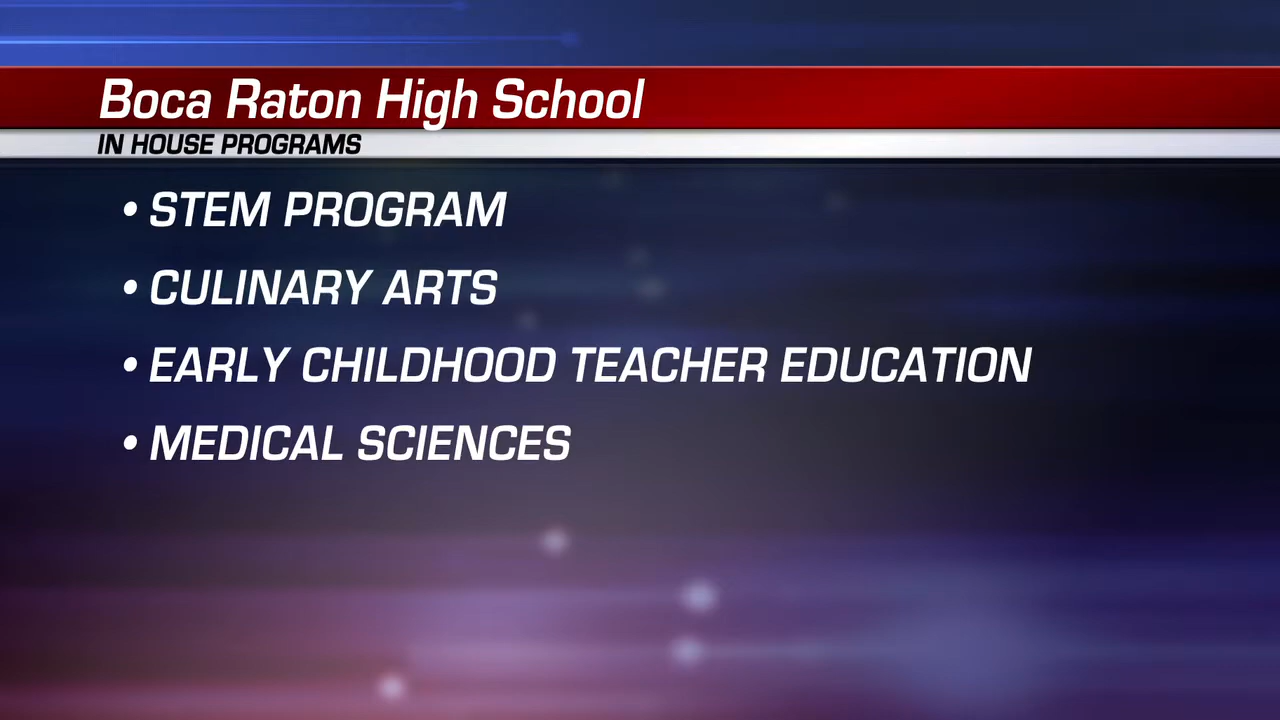 Boca Raton High School
IN HOUSE PROGRAMS
• STEM PROGRAM
• CULINARY ARTS
• EARLY CHILDHOOD TEACHER EDUCATION
• MEDICAL SCIENCES